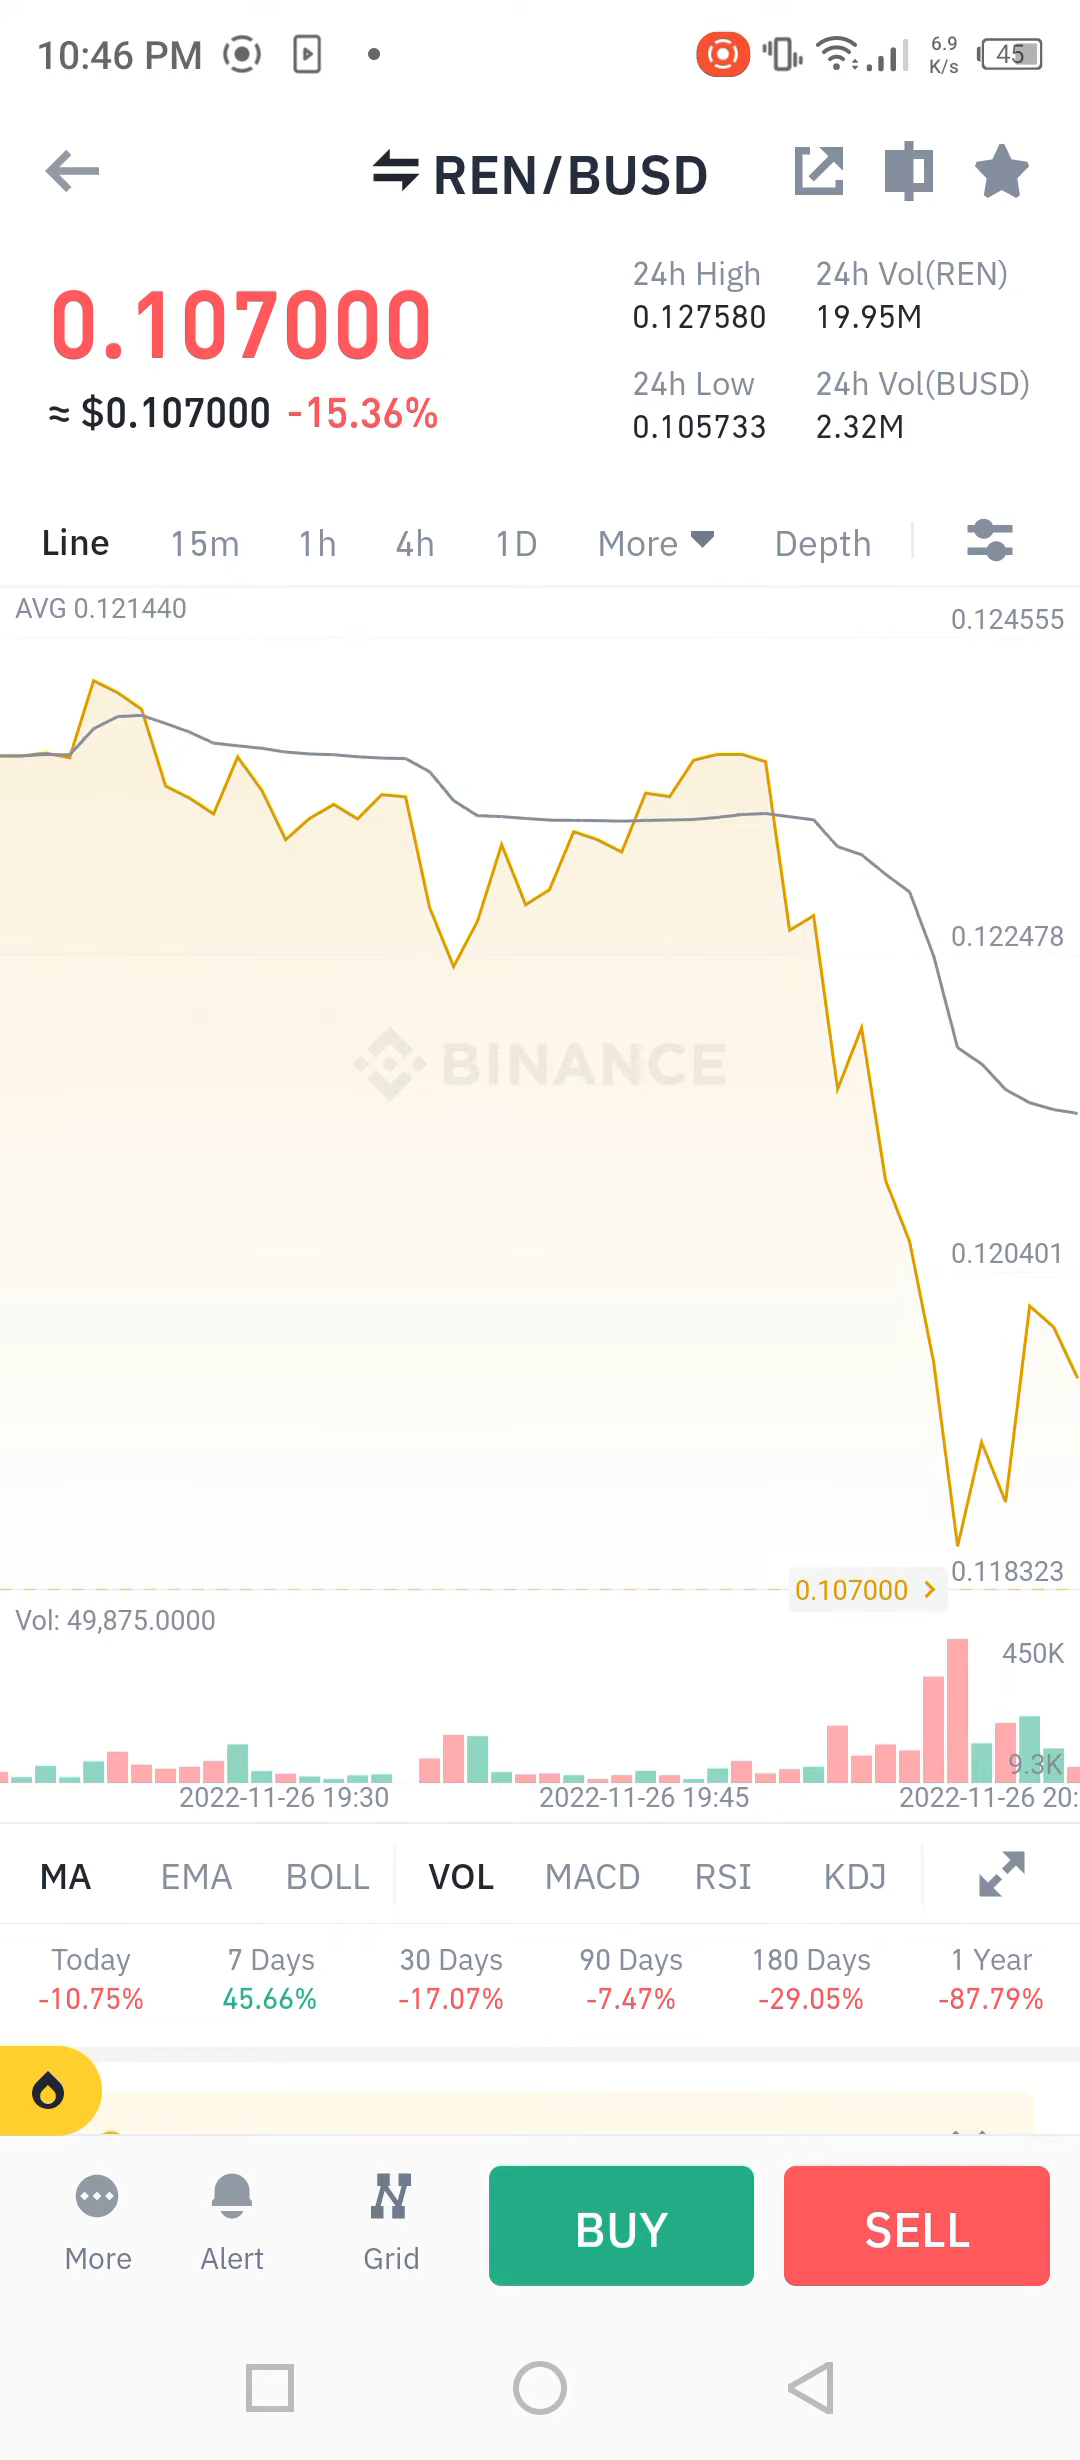 10:46 PM 6.9 K/s 45
REN/BUSD
0.107000
≈ $0.107000 -15.36%
24h High 24h Vol(REN)
0.127580 19.95M
24h Low 24h Vol(BUSD)
0.105733 2.32M
Line 15m 1h 4h 1D More Depth
AVG 0.121440
0.124555
0.122478
BINANCE
0.120401
0.118323
0.107000
Vol: 49,875.0000
450K
9.3K
2022-11-26 19:30 2022-11-26 19:45 2022-11-26 20:
MA EMA BOLL VOL MACD RSI KDJ
Today 7 Days 30 Days 90 Days 180 Days 1 Year
-10.75% 45.66% -17.07% -7.47% -29.05% -87.79%
More Alert Grid BUY SELL